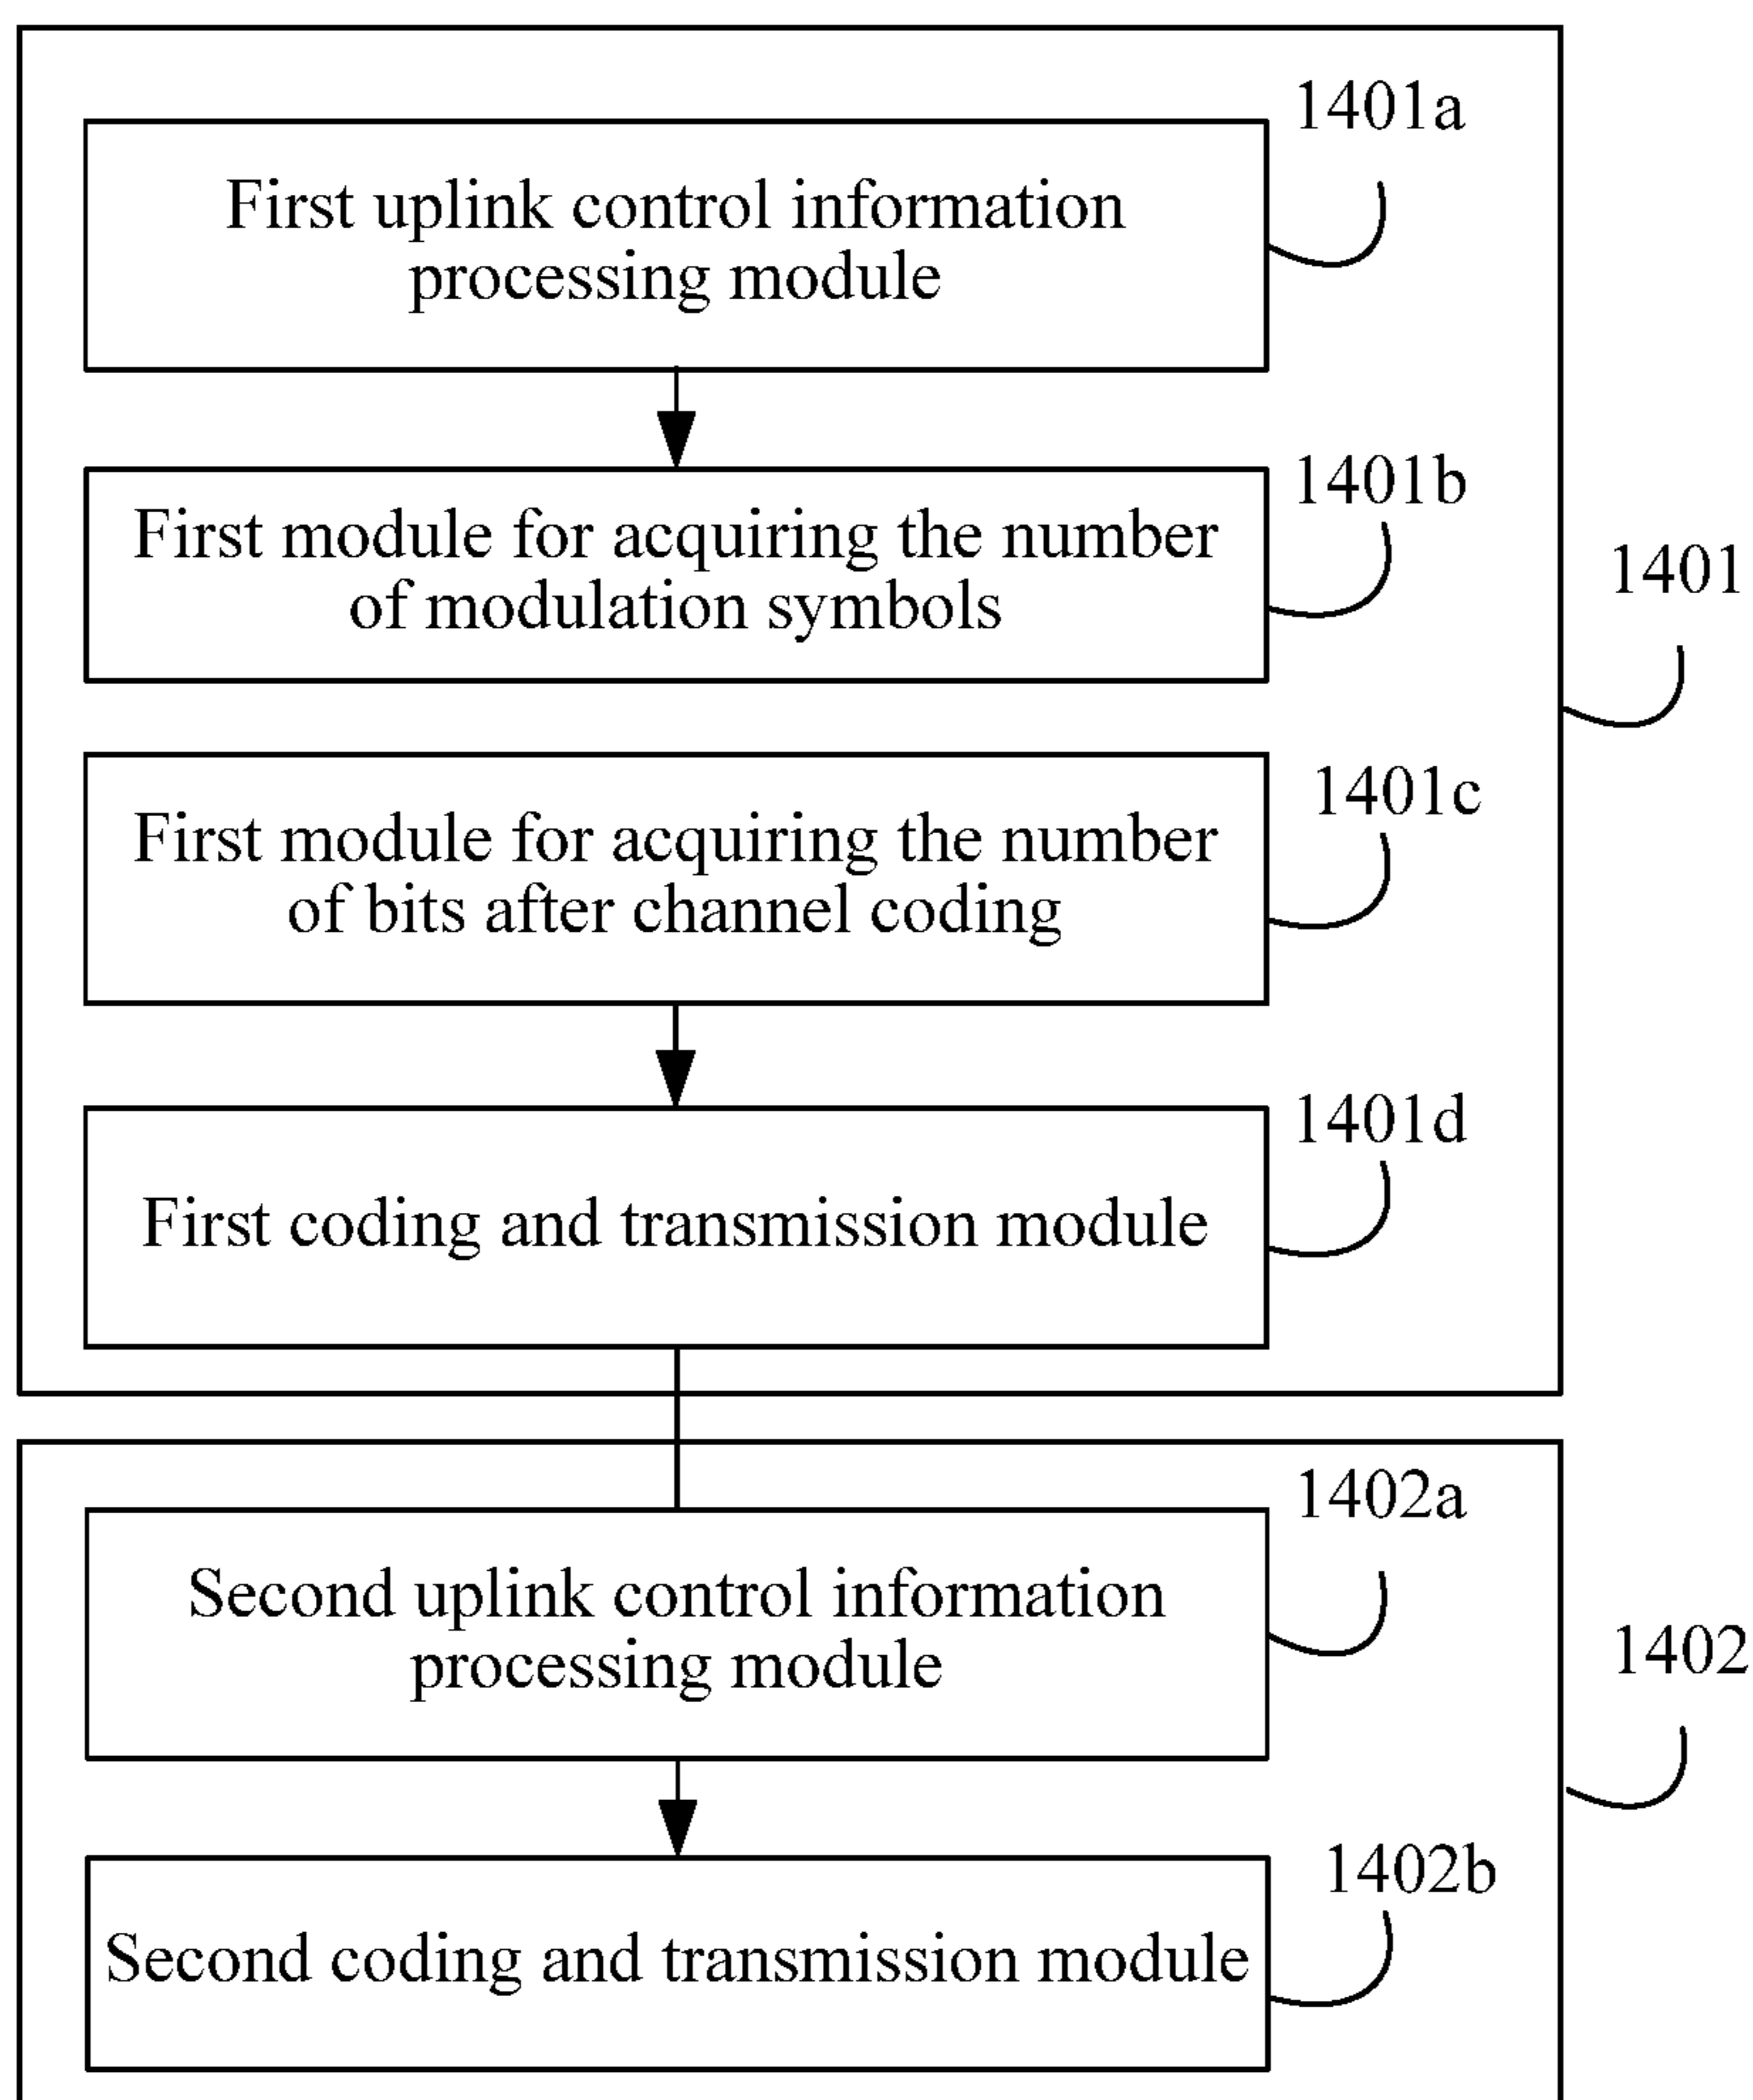 1401a
First uplink control information
processing module
1401b
First module for acquiring the number
of modulation symbols
1401
1401c
First module for acquiring the number
of bits after channel coding
1401d
First coding and transmission module
1402a
Second uplink control information
processing module
1402
1402b
Second coding and transmission module